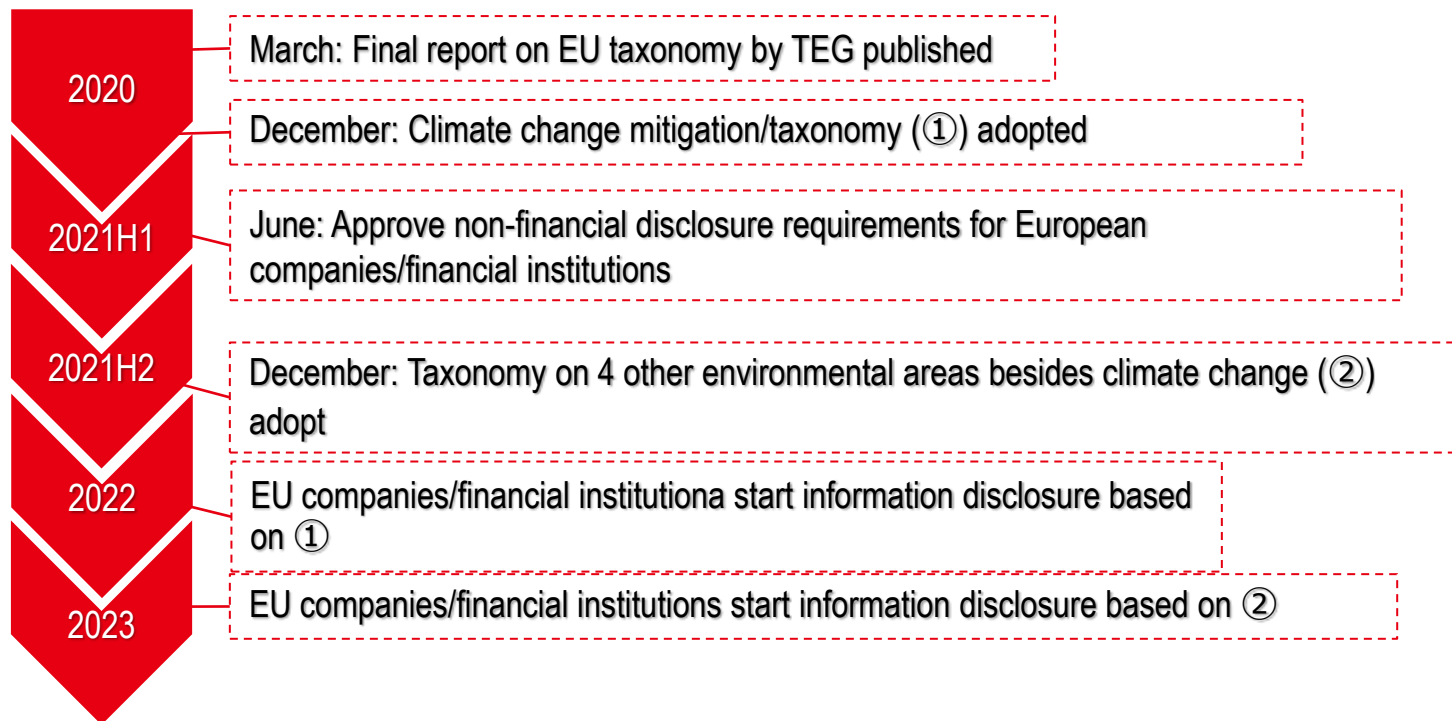 2020
March: Final report on EU taxonomy by TEG published
December: Climate change mitigation/taxonomy (①) adopted
2021H1
June: Approve non-financial disclosure requirements for European
companies/financial institutions
2021H2
December: Taxonomy on 4 other environmental areas besides climate change (②)
adopt
2022
EU companies/financial institutiona start information disclosure based
on ①
2023
EU companies/financial institutions start information disclosure based on ②